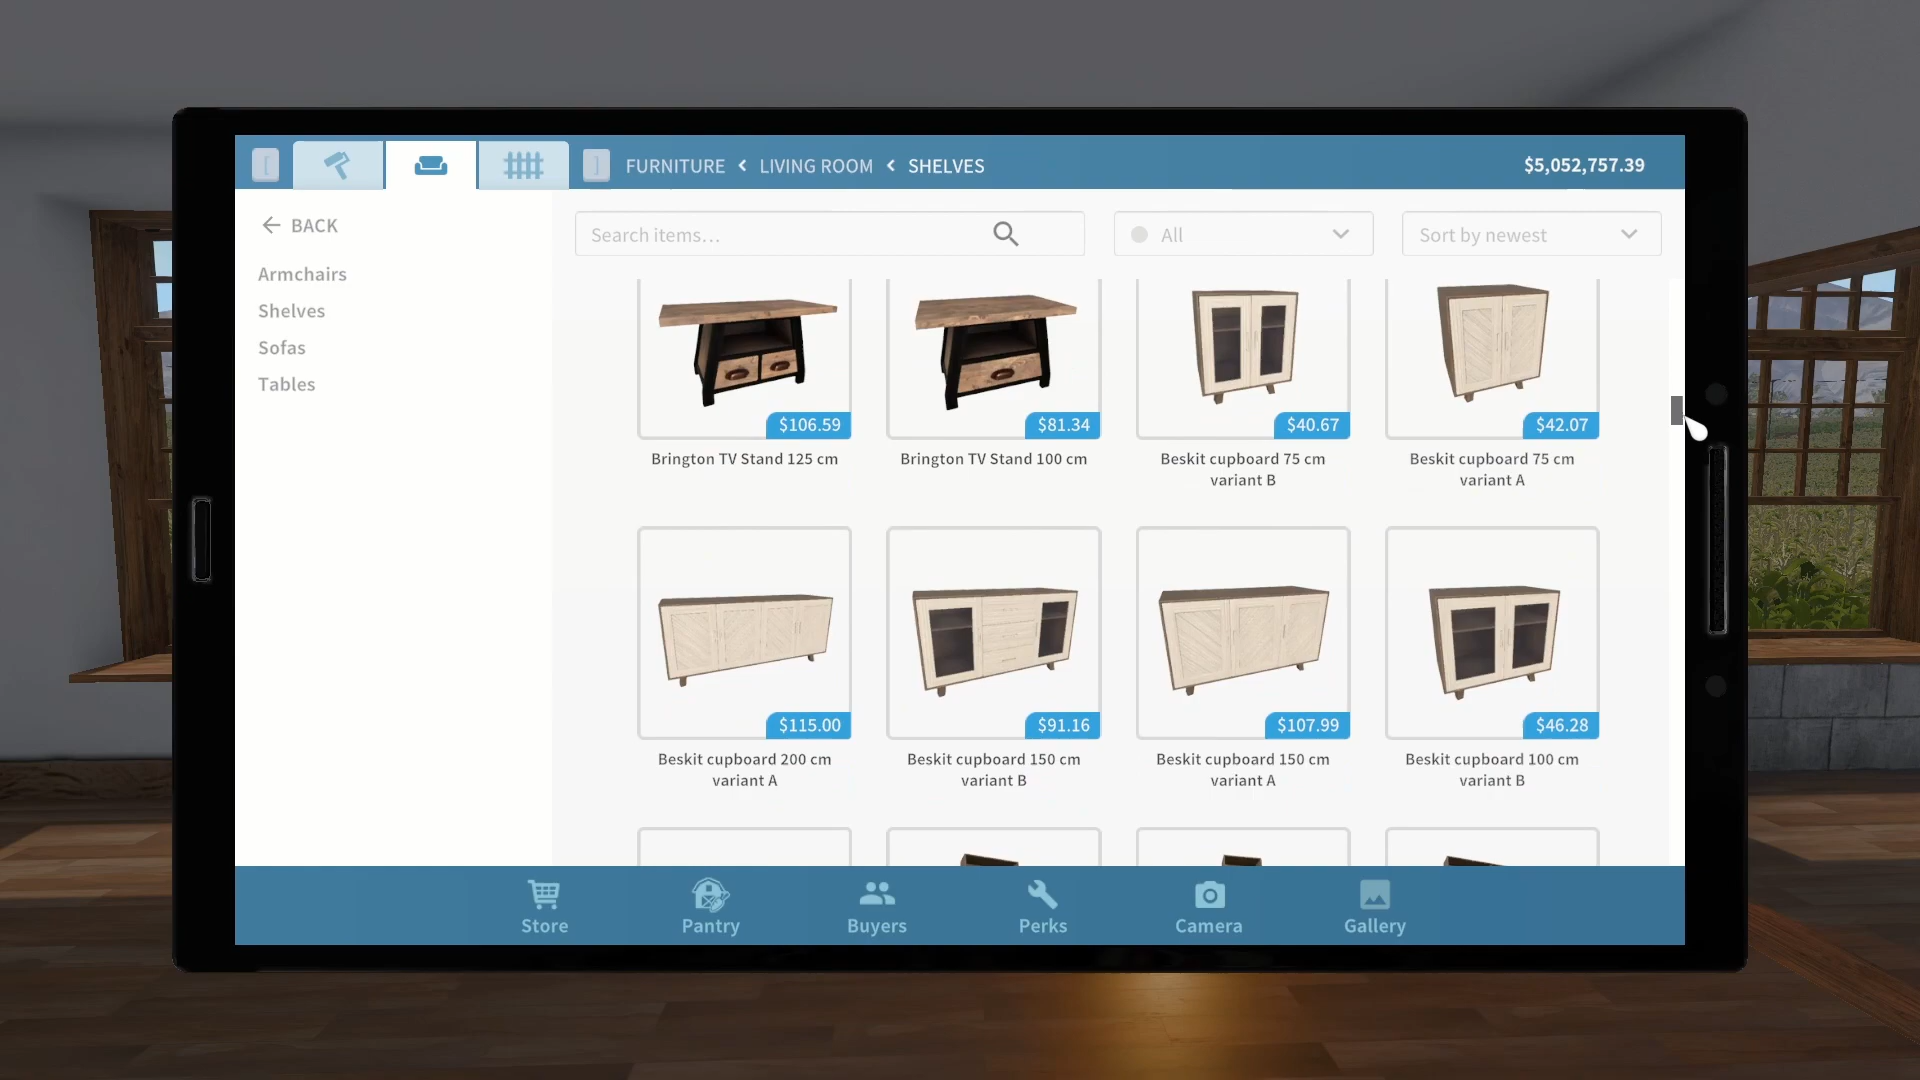 [
]
FURNITURE < LIVING ROOM < SHELVES
$5,052,757.39
BACK
Armchairs
Shelves
Sofas
Tables
Search items...
All
Sort by newest
$106.59
$81.34
$40.67
$42.07
Brington TV Stand 125 cm
Brington TV Stand 100 cm
Beskit cupboard 75 cm
variant B
Beskit cupboard 75 cm
variant A
$115.00
$91.16
$107.99
$46.28
Beskit cupboard 200 cm
variant A
Beskit cupboard 150 cm
variant B
Beskit cupboard 150 cm
variant A
Beskit cupboard 100 cm
variant B
Store
Pantry
Buyers
Perks
Camera
Gallery